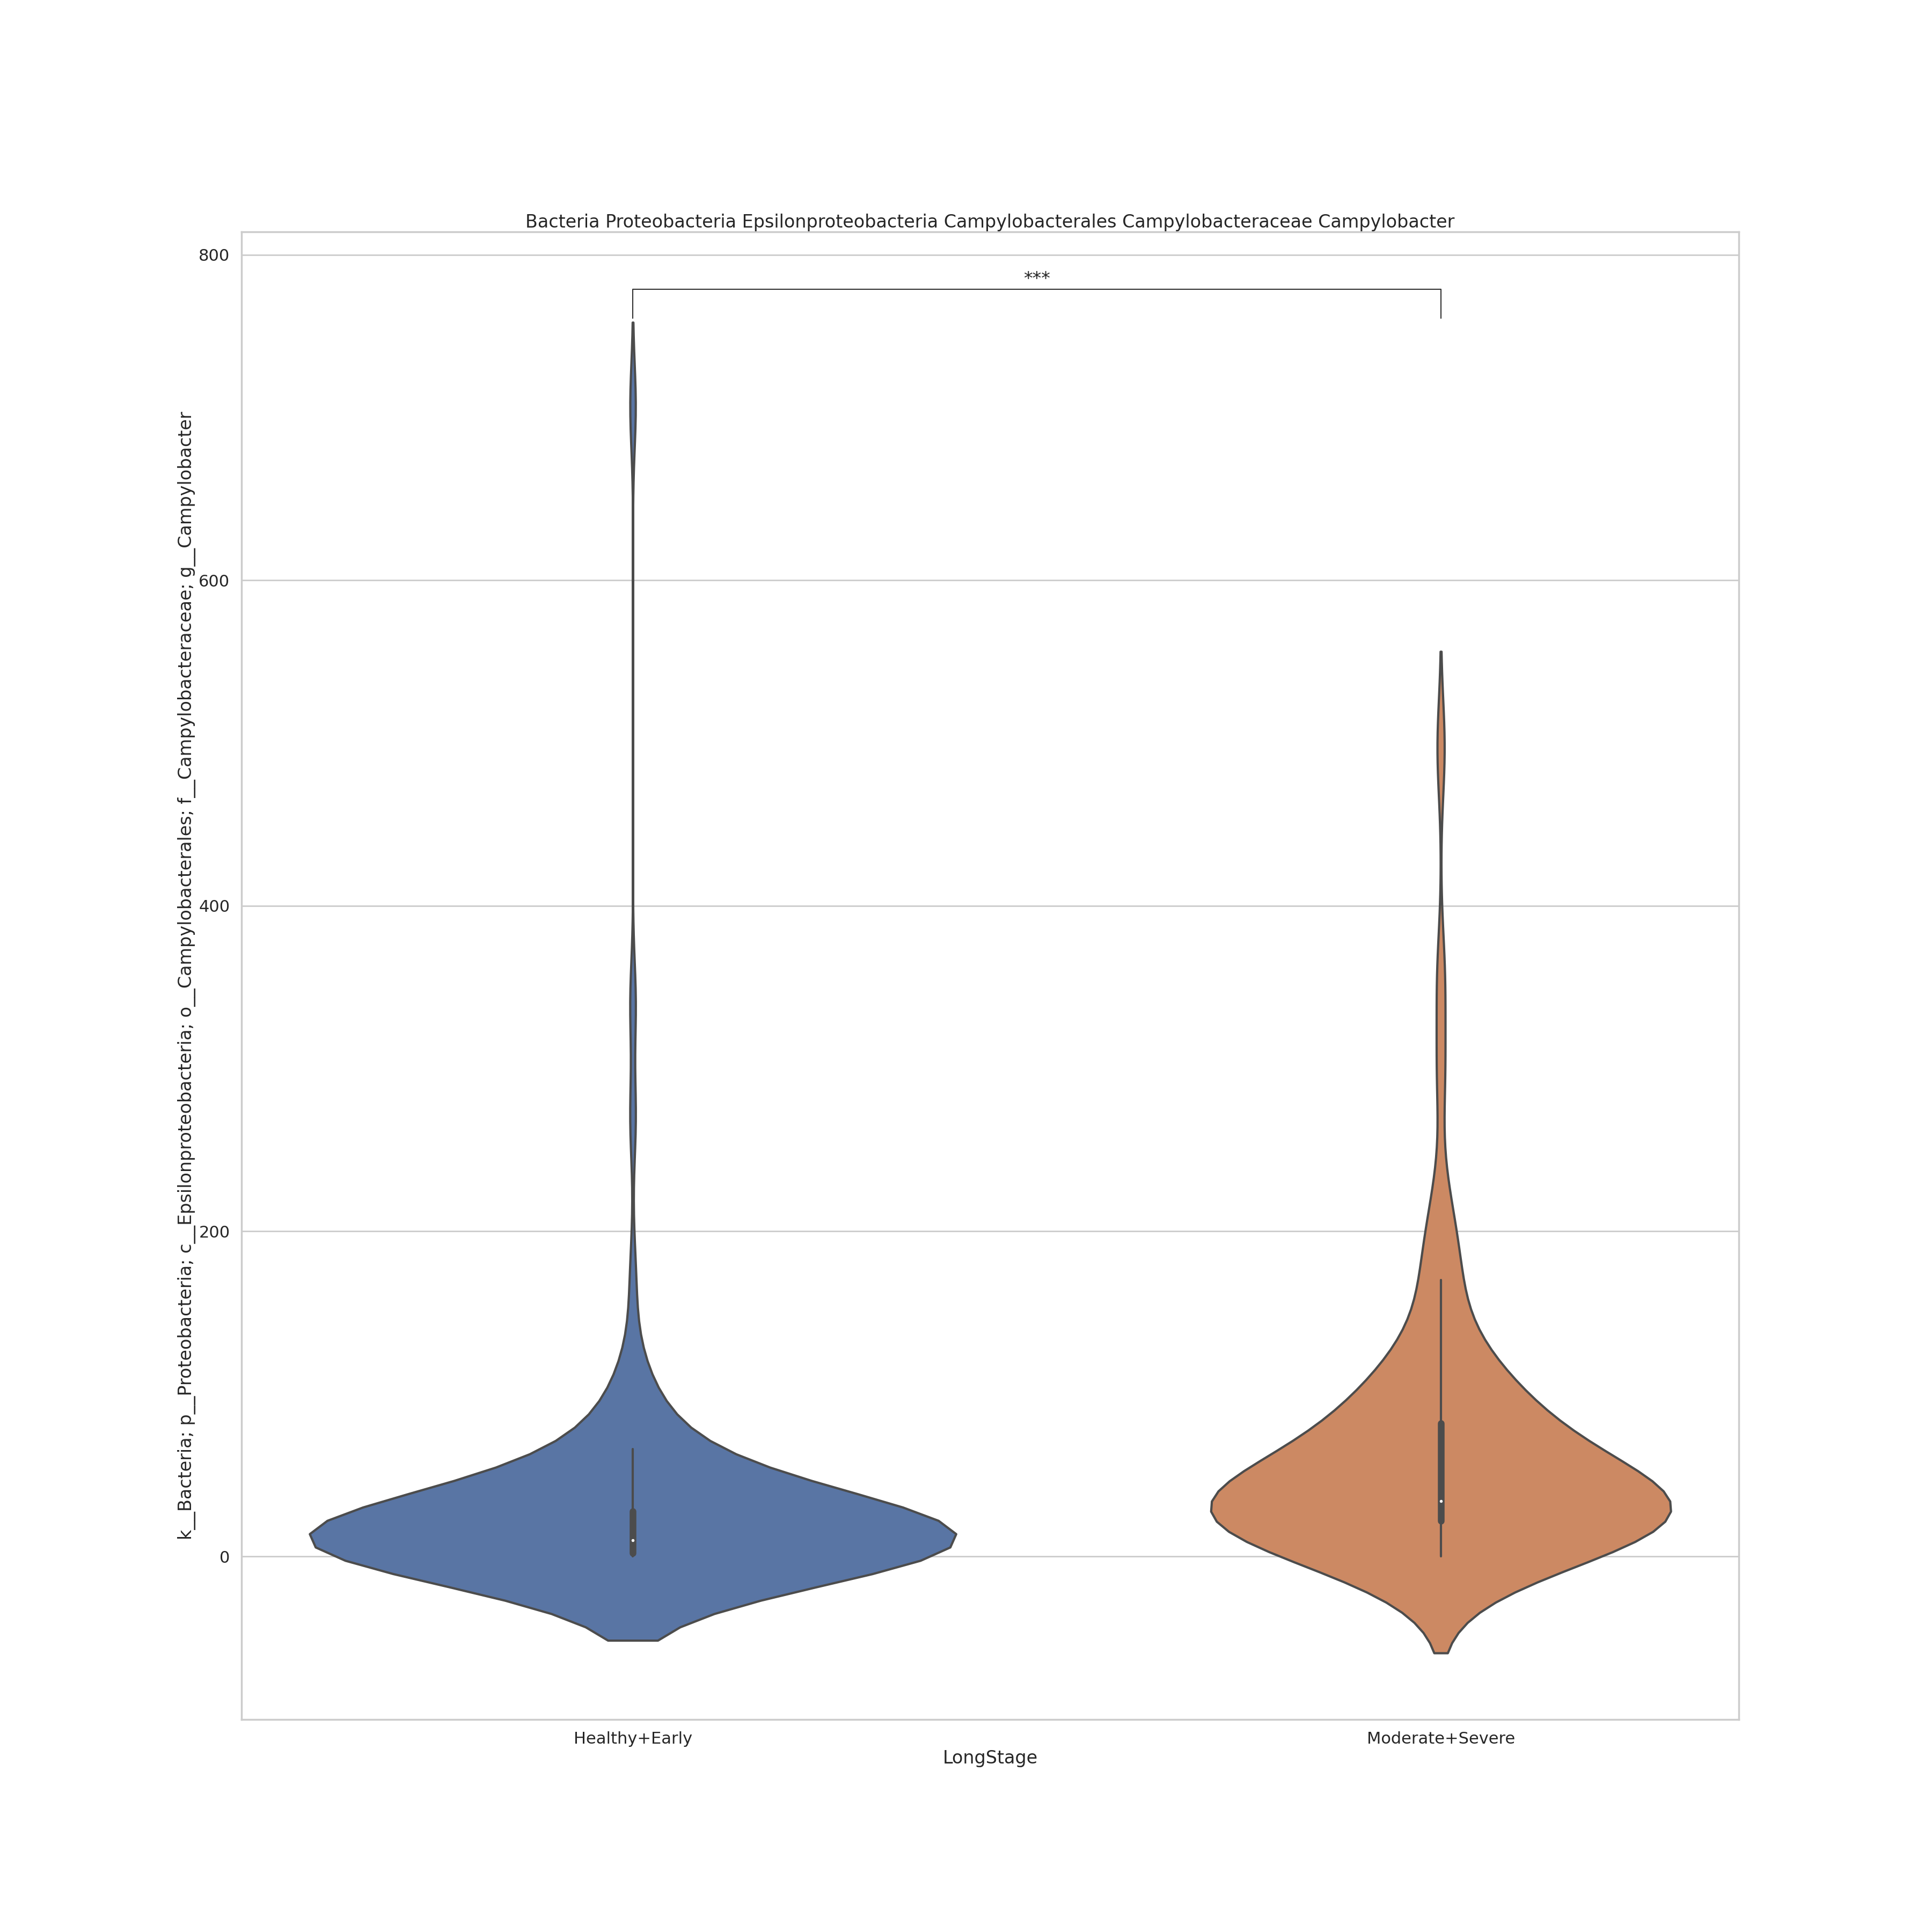 Bacteria Proteobacteria Epsilonproteobacteria Campylobacterales Campylobacteraceae Campylobacter
***
k__Bacteria; p__Proteobacteria; c__Epsilonproteobacteria; o__Campylobacterales; f__Campylobacteraceae; g__Campylobacter
800
600
400
200
0
Healthy+Early
Moderate+Severe
LongStage